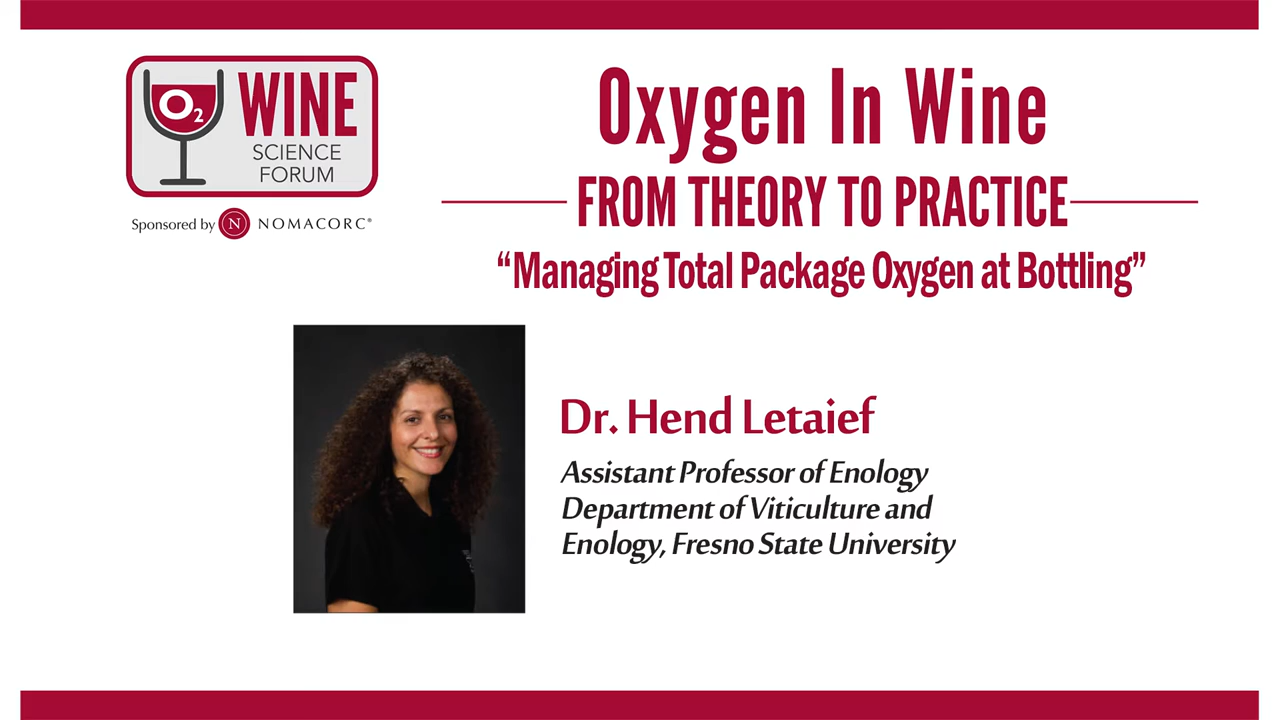 O2 WINE
SCIENCE
FORUM
Sponsored by N NOMACORC®
Oxygen In Wine
FROM THEORY TO PRACTICE
“Managing Total Package Oxygen at Bottling”
Dr. Hend Letaief
Assistant Professor of Enology
Department of Viticulture and
Enology, Fresno State University